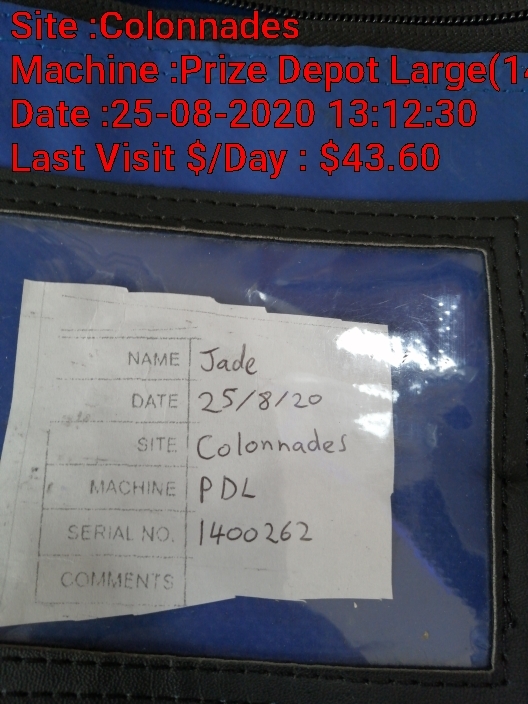 Site :Colonnades
Machine :Prize Depot Large(14
Date :25-08-2020 13:12:30
Last Visit $/Day : $43.60
NAME Jade
DATE 25/8/20
SITE Colonnades
MACHINE PDL
SERIAL NO. 1400262
COMMENTS